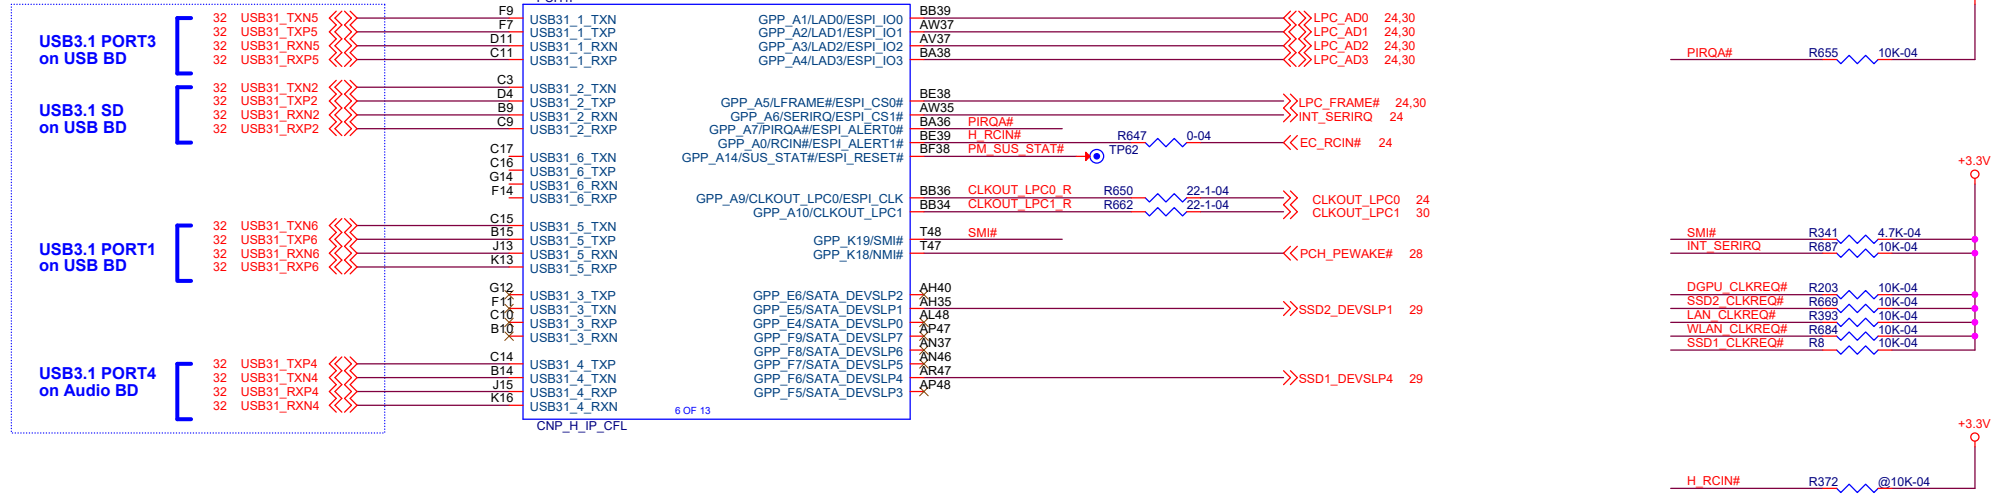 USB3.1 PORT3
on USB BD
32 USB31_TXN5
32 USB31_TXP5
32 USB31_RXN5
32 USB31_RXP5
F9
F7
D11
C11
USB31_1_TXN
USB31_1_TXP
USB31_1_RXN
USB31_1_RXP
USB3.1 SD
on USB BD
32 USB31_TXN2
32 USB31_TXP2
32 USB31_RXN2
32 USB31_RXP2
C3
D4
B9
C9
USB31_2_TXN
USB31_2_TXP
USB31_2_RXN
USB31_2_RXP
C17
C16
G14
F14
USB31_6_TXN
USB31_6_TXP
USB31_6_RXN
USB31_6_RXP
USB3.1 PORT1
on USB BD
32 USB31_TXN6
32 USB31_TXP6
32 USB31_RXN6
32 USB31_RXP6
C15
B15
J13
K13
USB31_5_TXN
USB31_5_TXP
USB31_5_RXN
USB31_5_RXP
G12
F11
C10
B10
USB31_3_TXP
USB31_3_TXN
USB31_3_RXP
USB31_3_RXN
USB3.1 PORT4
on Audio BD
32 USB31_TXP4
32 USB31_TXN4
32 USB31_RXP4
32 USB31_RXN4
C14
B14
J15
K16
USB31_4_TXP
USB31_4_TXN
USB31_4_RXP
USB31_4_RXN
6 OF 13
CNP_H_IP_CFL
GPP_A1/LAD0/ESPI_IO0 BB39 LPC_AD0 24,30
GPP_A2/LAD1/ESPI_IO1 AW37 LPC_AD1 24,30
GPP_A3/LAD2/ESPI_IO2 AV37 LPC_AD2 24,30
GPP_A4/LAD3/ESPI_IO3 BA38 LPC_AD3 24,30
GPP_A5/LFRAME#/ESPI_CS0# BE38 LPC_FRAME# 24,30
GPP_A6/SERIRQ/ESPI_CS1# AW35 INT_SERIRQ 24
GPP_A7/PIRQA#/ESPI_ALERT0# BA36 PIRQA#
GPP_A0/RCIN#/ESPI_ALERT1# BE39 H_RCIN# R647 0-04 EC_RCIN# 24
GPP_A14/SUS_STAT#/ESPI_RESET# BF38 PM_SUS_STAT# TP62
GPP_A9/CLKOUT_LPC0/ESPI_CLK BB36 CLKOUT_LPC0_R R650 22-1-04 CLKOUT_LPC0 24
GPP_A10/CLKOUT_LPC1 BB34 CLKOUT_LPC1_R R662 22-1-04 CLKOUT_LPC1 30
GPP_K19/SMI# T48 SMI#
GPP_K18/NMI# T47 PCH_PEWAKE# 28
GPP_E6/SATA_DEVSLP2 AH40
GPP_E5/SATA_DEVSLP1 AH35 SSD2_DEVSLP1 29
GPP_E4/SATA_DEVSLP0 AL48
GPP_F9/SATA_DEVSLP7 AP47
GPP_F8/SATA_DEVSLP6 AN37
GPP_F7/SATA_DEVSLP5 AN46
GPP_F6/SATA_DEVSLP4 AR47 SSD1_DEVSLP4 29
GPP_F5/SATA_DEVSLP3 AP48
PIRQA# R655 10K-04
+3.3V
SMI# R341 4.7K-04
INT_SERIRQ R687 10K-04
DGPU_CLKREQ# R203 10K-04
SSD2_CLKREQ# R669 10K-04
LAN_CLKREQ# R393 10K-04
WLAN_CLKREQ# R684 10K-04
SSD1_CLKREQ# R8 10K-04
+3.3V
H_RCIN# R372 @10K-04